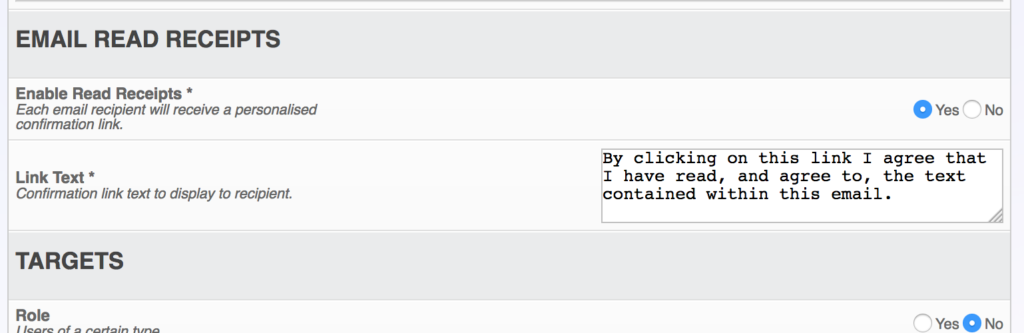 EMAIL READ RECEIPTS
Enable Read Receipts *
Each email recipient will receive a personalised
confirmation link.
Yes No
Link Text *
Confirmation link text to display to recipient.
By clicking on this link I agree that
I have read, and agree to, the text
contained within this email.
TARGETS
Role
Users of a certain type.
Yes No